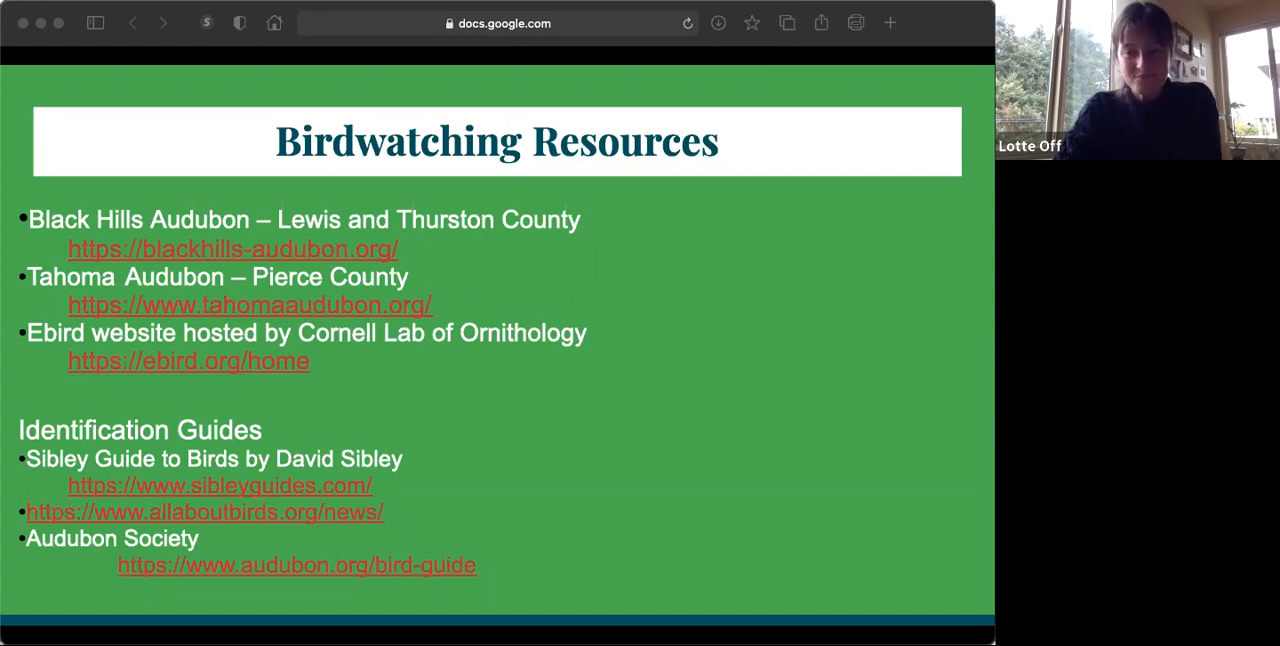 docs.google.com
Birdwatching Resources
•Black Hills Audubon – Lewis and Thurston County
https://blackhills-audubon.org/
•Tahoma Audubon – Pierce County
https://www.tahomaaudubon.org/
•Ebird website hosted by Cornell Lab of Ornithology
https://ebird.org/home
Identification Guides
•Sibley Guide to Birds by David Sibley
https://www.sibleyguides.com/
•https://www.allaboutbirds.org/news/
•Audubon Society
https://www.audubon.org/bird-guide
Lotte Off